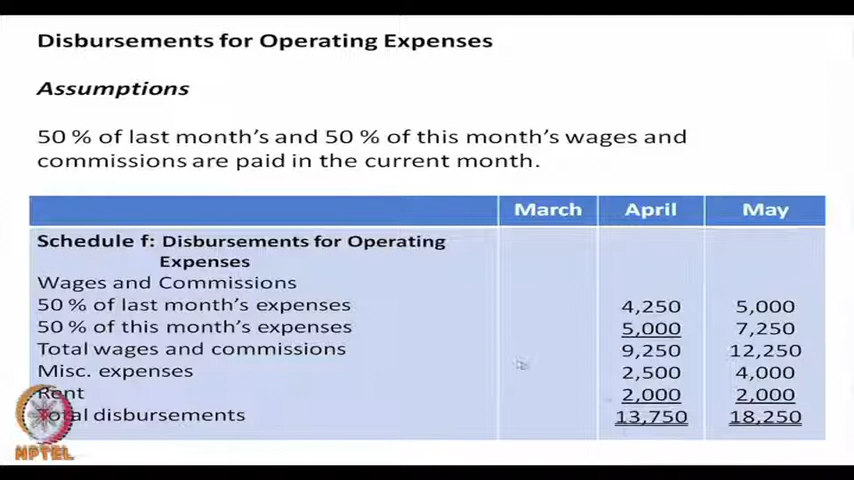 Disbursements for Operating Expenses
Assumptions
50 % of last month's and 50 % of this month's wages and
commissions are paid in the current month.
March April May
Schedule f: Disbursements for Operating
Expenses
Wages and Commissions
50 % of last month's expenses 4,250 5,000
50 % of this month's expenses 5,000 7,250
Total wages and commissions 9,250 12,250
Misc. expenses 2,500 4,000
Rent 2,000 2,000
Total disbursements 13,750 18,250
NPTEL